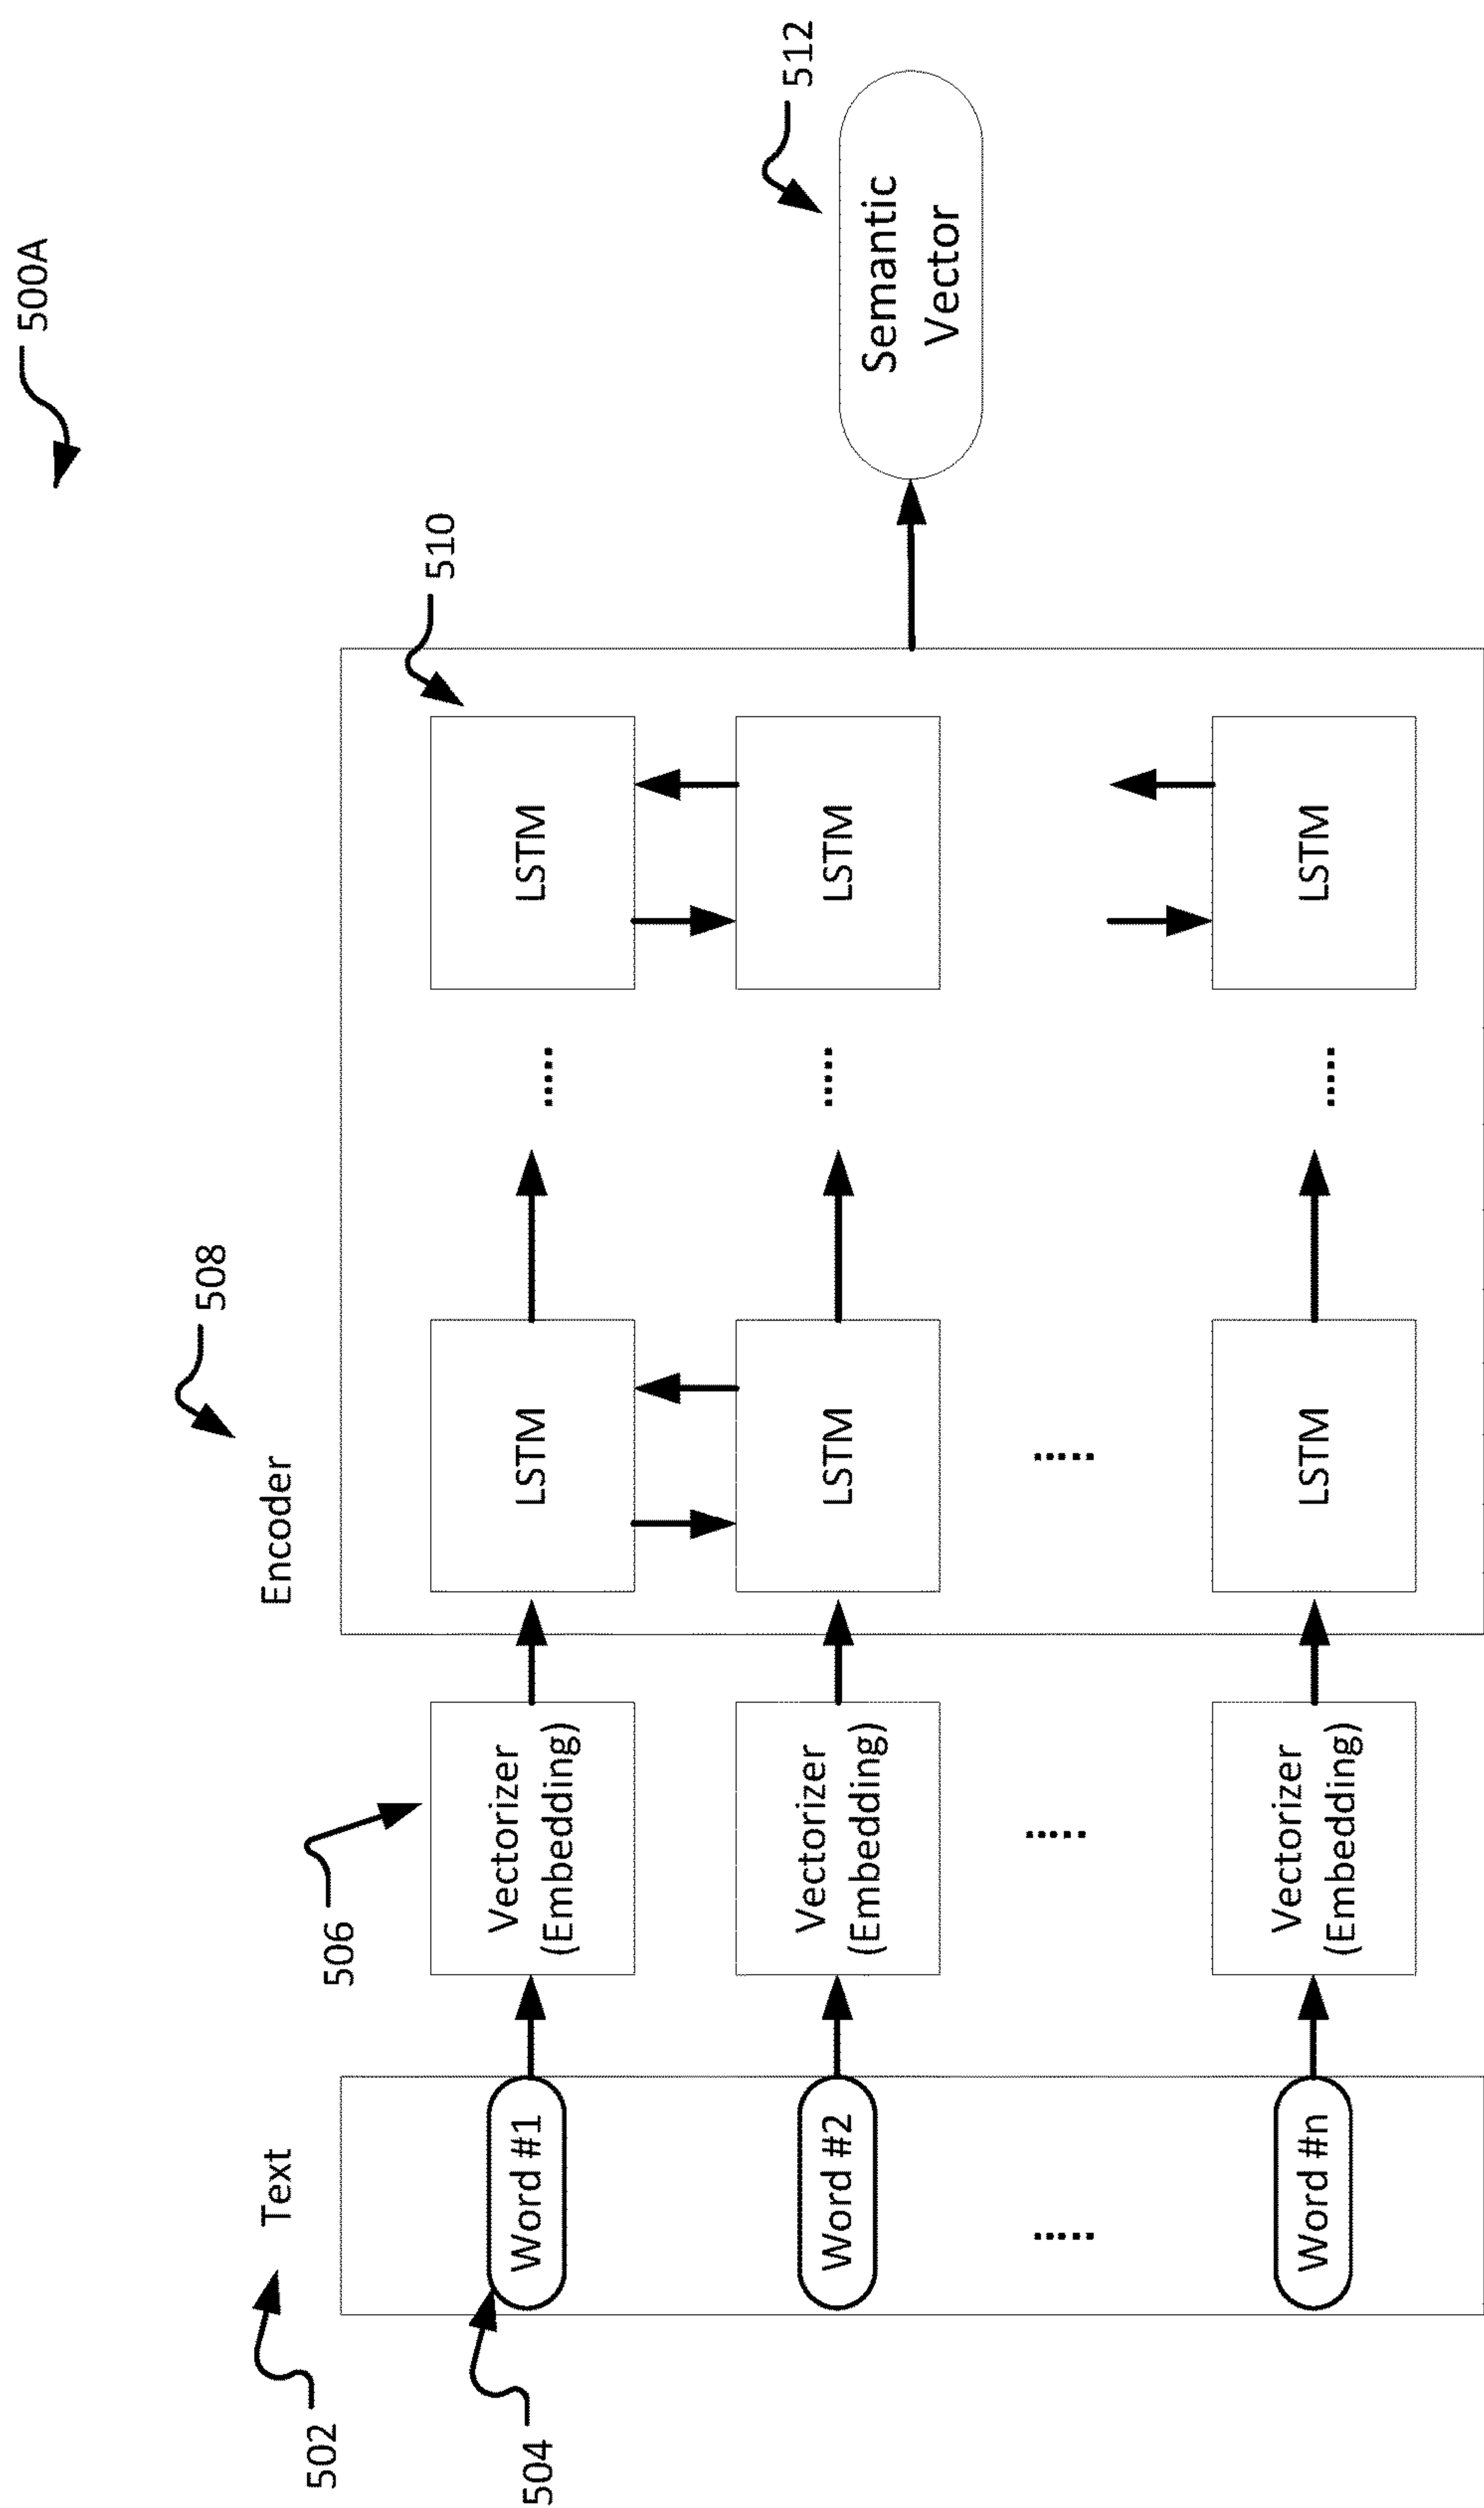 500A
502
Text
504
Word #1
Word #2
.....
Word #n
506
Vectorizer
(Embedding)
Vectorizer
(Embedding)
.....
Vectorizer
(Embedding)
508
Encoder
LSTM
.....
LSTM
510
LSTM
.....
LSTM
.....
LSTM
.....
LSTM
512
Semantic
Vector